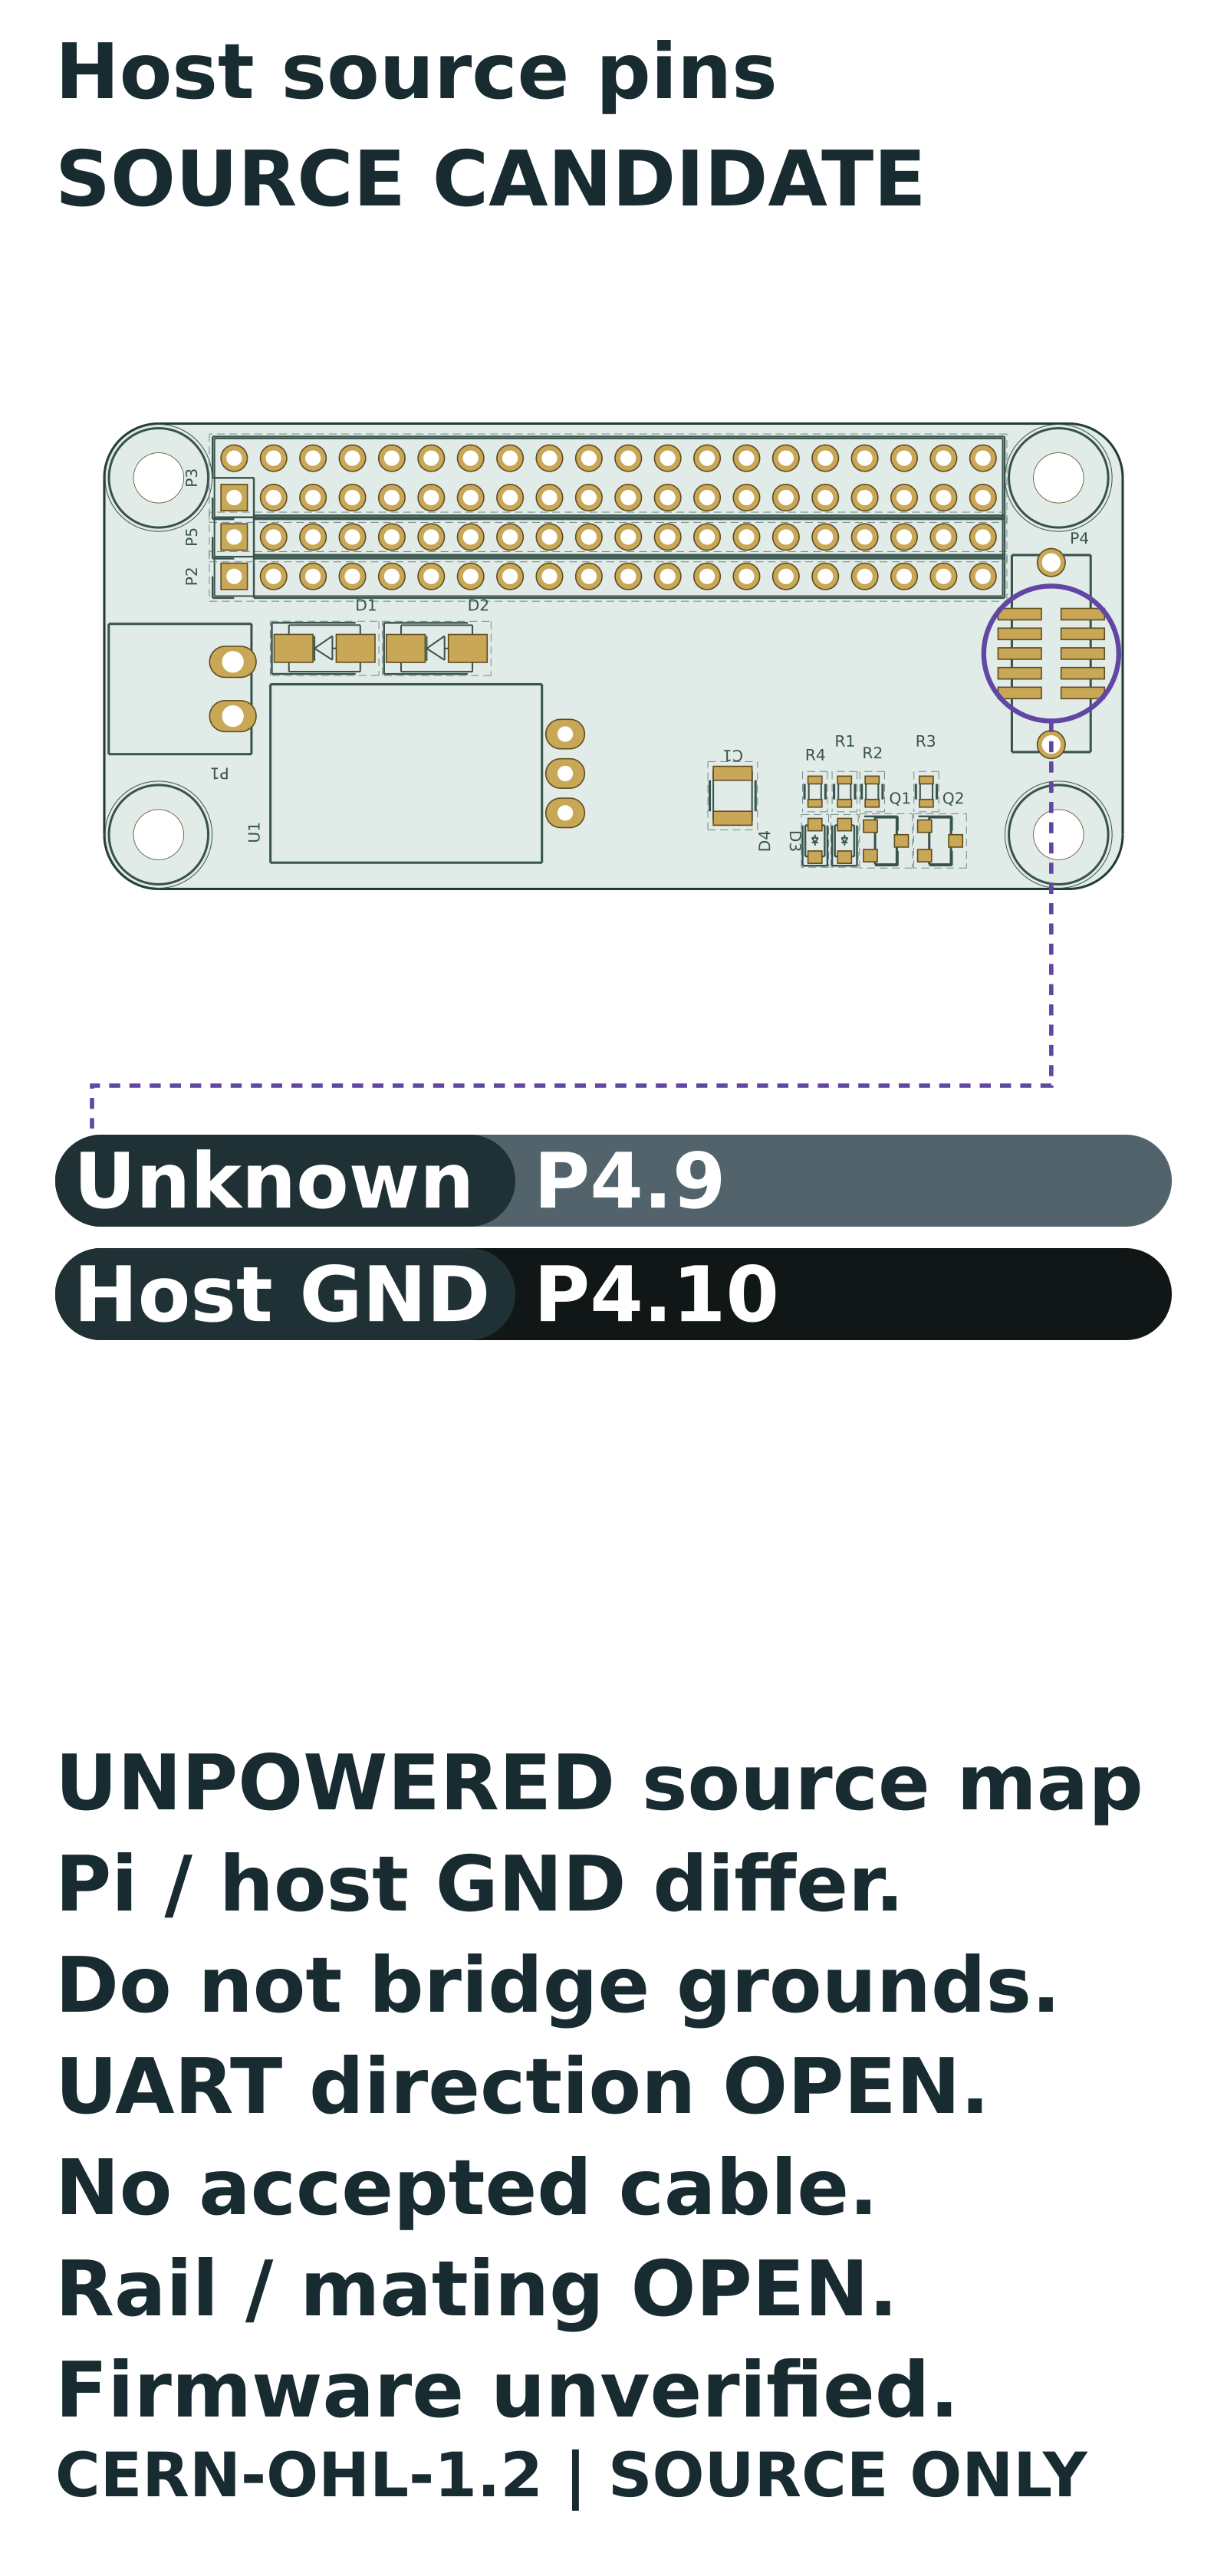 Host source pins
SOURCE CANDIDATE
P3
P5
P2
P4
D1 D2
P1
U1
C1
R4 R1 R2 R3
Q1 Q2
D4 D3
Unknown P4.9
Host GND P4.10
UNPOWERED source map
Pi / host GND differ.
Do not bridge grounds.
UART direction OPEN.
No accepted cable.
Rail / mating OPEN.
Firmware unverified.
CERN-OHL-1.2 | SOURCE ONLY